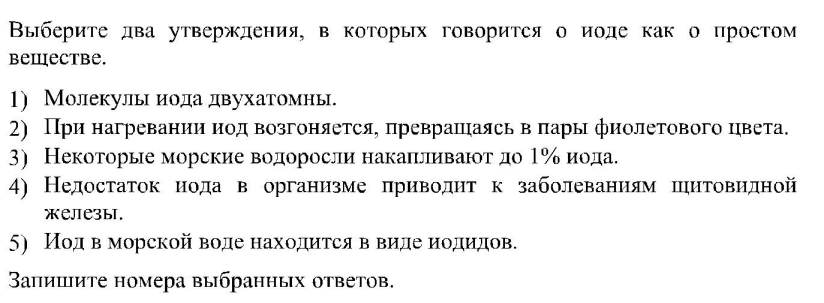 Выберите два утверждения, в которых говорится о иоде как о простом
веществе.
1) Молекулы иода двухатомны.
2) При нагревании иод возгоняется, превращаясь в пары фиолетового цвета.
3) Некоторые морские водоросли накапливают до 1% иода.
4) Недостаток иода в организме приводит к заболеваниям щитовидной
железы.
5) Иод в морской воде находится в виде иодидов.
Запишите номера выбранных ответов.